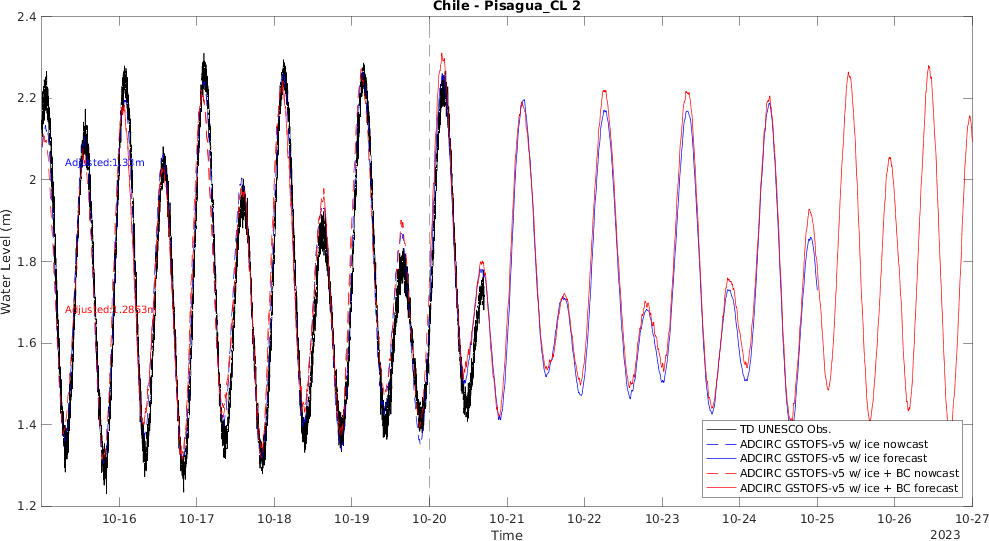 Chile - Pisagua_CL 2
2.4
2.2
2
1.8
1.6
1.4
1.2
Water Level (m)
Adjusted:1.34m
Adjusted:1.2863m
TD UNESCO Obs.
ADCIRC GSTOFS-v5 w/ ice nowcast
ADCIRC GSTOFS-v5 w/ ice forecast
ADCIRC GSTOFS-v5 w/ ice + BC nowcast
ADCIRC GSTOFS-v5 w/ ice + BC forecast
10-16 10-17 10-18 10-19 10-20 10-21 10-22 10-23 10-24 10-25 10-26 10-27
Time
2023